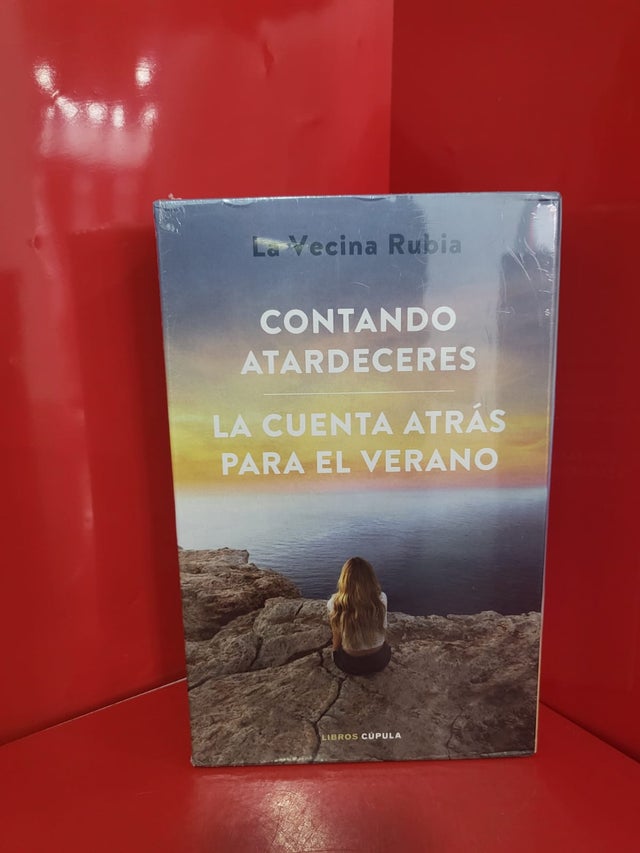 La Vecina Rubia
CONTANDO
ATARDECERES
LA CUENTA ATRÁS
PARA EL VERANO
LIBROS CÚPULA